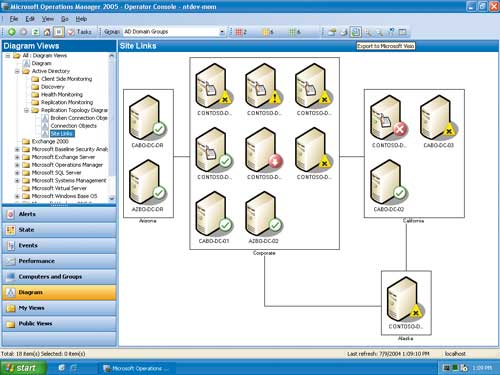 Microsoft Operations Manager 2005 - Operator Console - ntdev-mom
File Edit View Go Help
Tasks Group: AD Domain Groups 2 6 6
Export to Microsoft Visio
Diagram Views
Site Links
All : Diagram Views
Diagram
Active Directory
Client Side Monitoring
Discovery
Health Monitoring
Replication Monitoring
Replication Topology Diagram
Broken Connection Obje
Connection Objects
Site Links
Exchange 2000
Microsoft Baseline Security Analy
Microsoft Exchange Server
Microsoft Operations Manager
Microsoft SQL Server
Microsoft Systems Management
Microsoft Virtual Server
Microsoft Windows Base OS
Alerts
State
Events
Performance
Computers and Groups
Diagram
My Views
Public Views
CABO-DC-DR
AZBO-DC-DR
Arizona
CONTOSO-D...
CONTOSO-D...
CONTOSO-D...
CONTOSO-D...
CONTOSO-D...
CONTOSO-D...
CABO-DC-01
AZBO-DC-02
Corporate
CONTOSO-D...
CABO-DC-03
CABO-DC-02
California
CONTOSO-D...
Alaska
Total: 18 item(s) Selected: 0 item(s)
Last refresh: 7/9/2004 1:09:10 PM
localhost
start
Microsoft Operations ...
1:09 PM